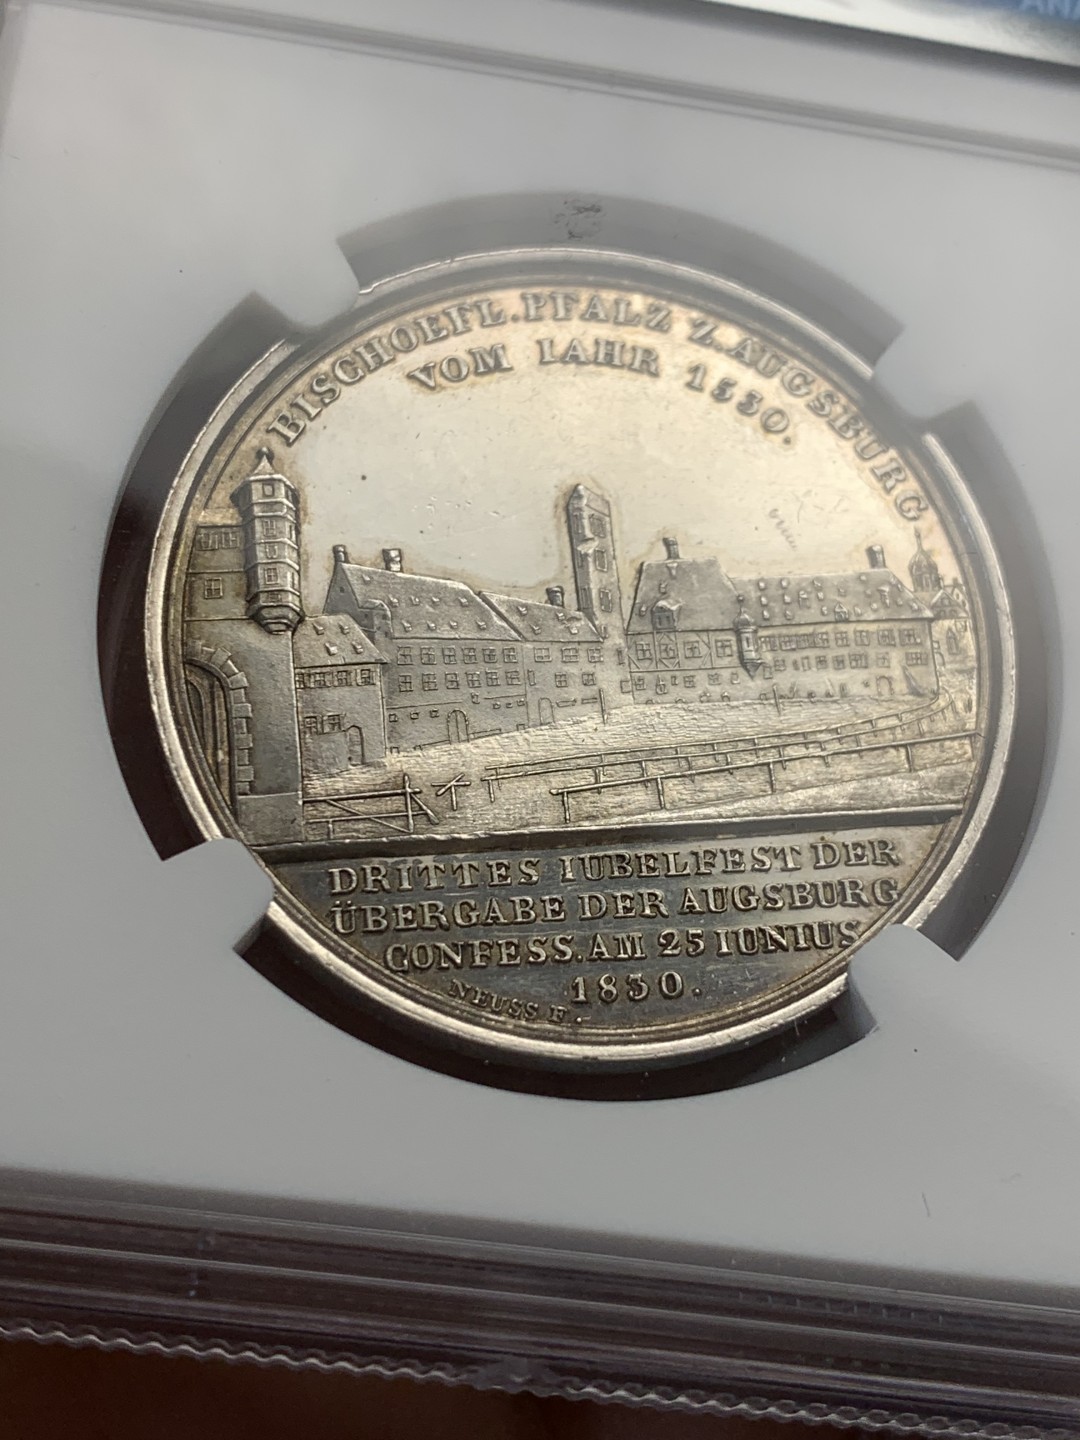 BISCHOEFL. PFALZ Z. AUGSBURG
VOM IAHR 1530.
DRITTES IUBELFEST DER
ÜBERGABE DER AUGSBURG
CONFESS. AM 25 IUNIUS
1830.
NEUSS F.